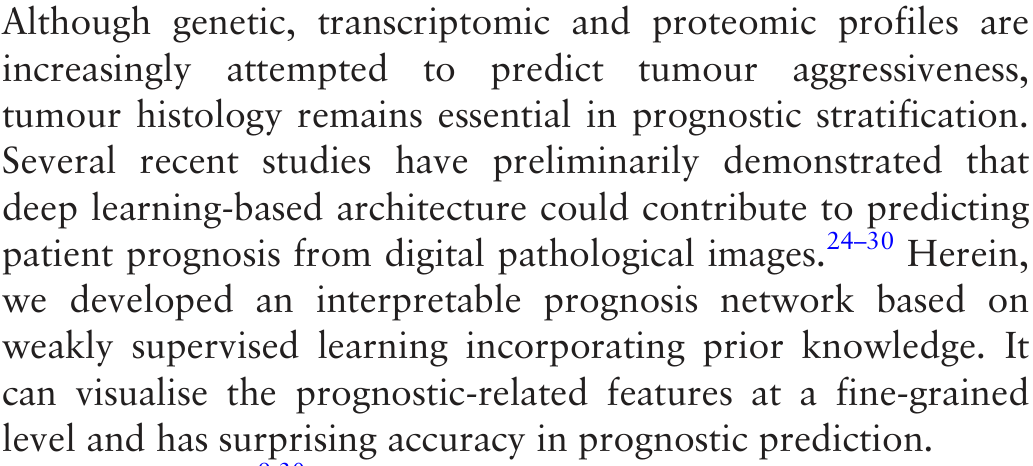 Although genetic, transcriptomic and proteomic profiles are
increasingly attempted to predict tumour aggressiveness,
tumour histology remains essential in prognostic stratification.
Several recent studies have preliminarily demonstrated that
deep learning-based architecture could contribute to predicting
patient prognosis from digital pathological images.24–30 Herein,
we developed an interpretable prognosis network based on
weakly supervised learning incorporating prior knowledge. It
can visualise the prognostic-related features at a fine-grained
level and has surprising accuracy in prognostic prediction.